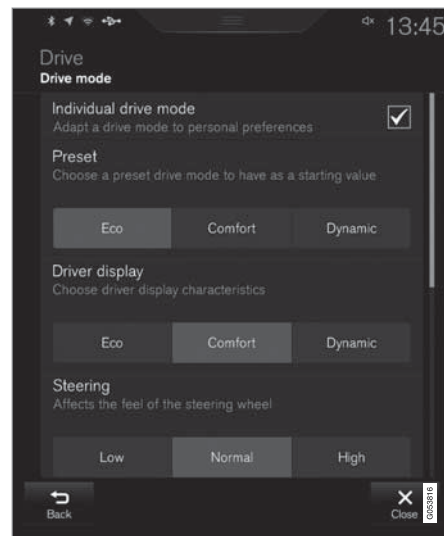 13:45
Drive
Drive mode
Individual drive mode
Adapt a drive mode to personal preferences
Preset
Choose a preset drive mode to have as a starting value
Eco Comfort Dynamic
Driver display
Choose driver display characteristics
Eco Comfort Dynamic
Steering
Affects the feel of the steering wheel
Low Normal High
Back Close
G053816